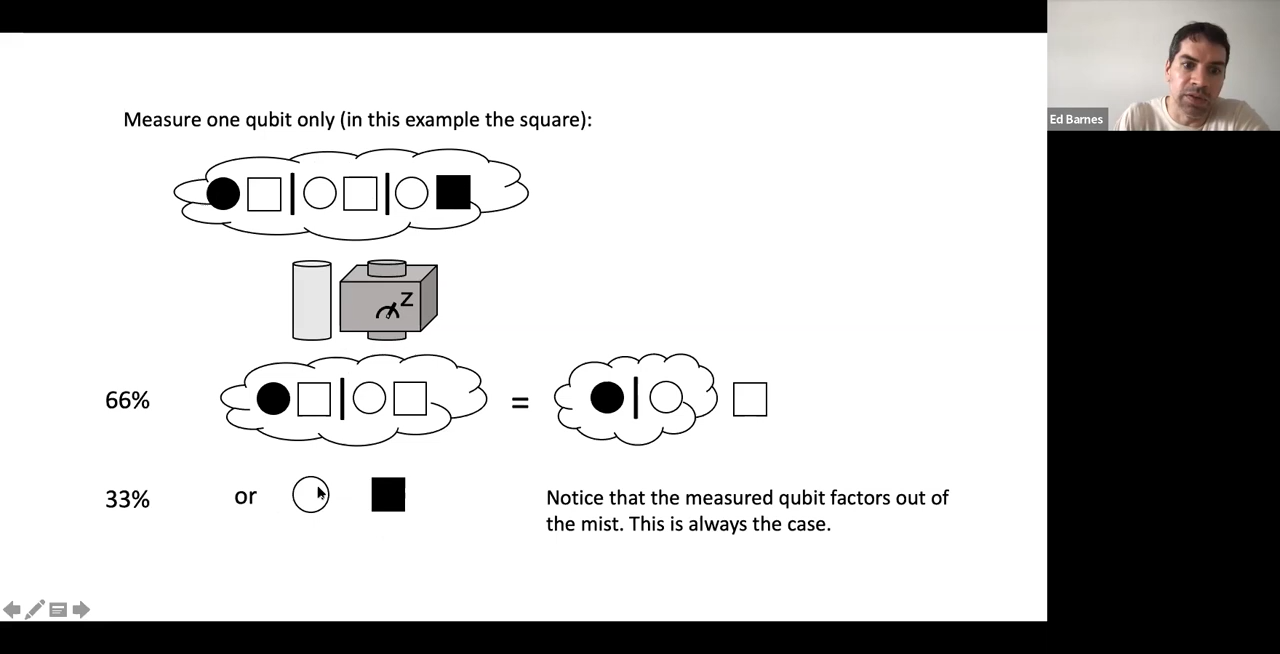 Measure one qubit only (in this example the square):
Ed Barnes
Z
66%
=
33%
or
Notice that the measured qubit factors out of
the mist. This is always the case.